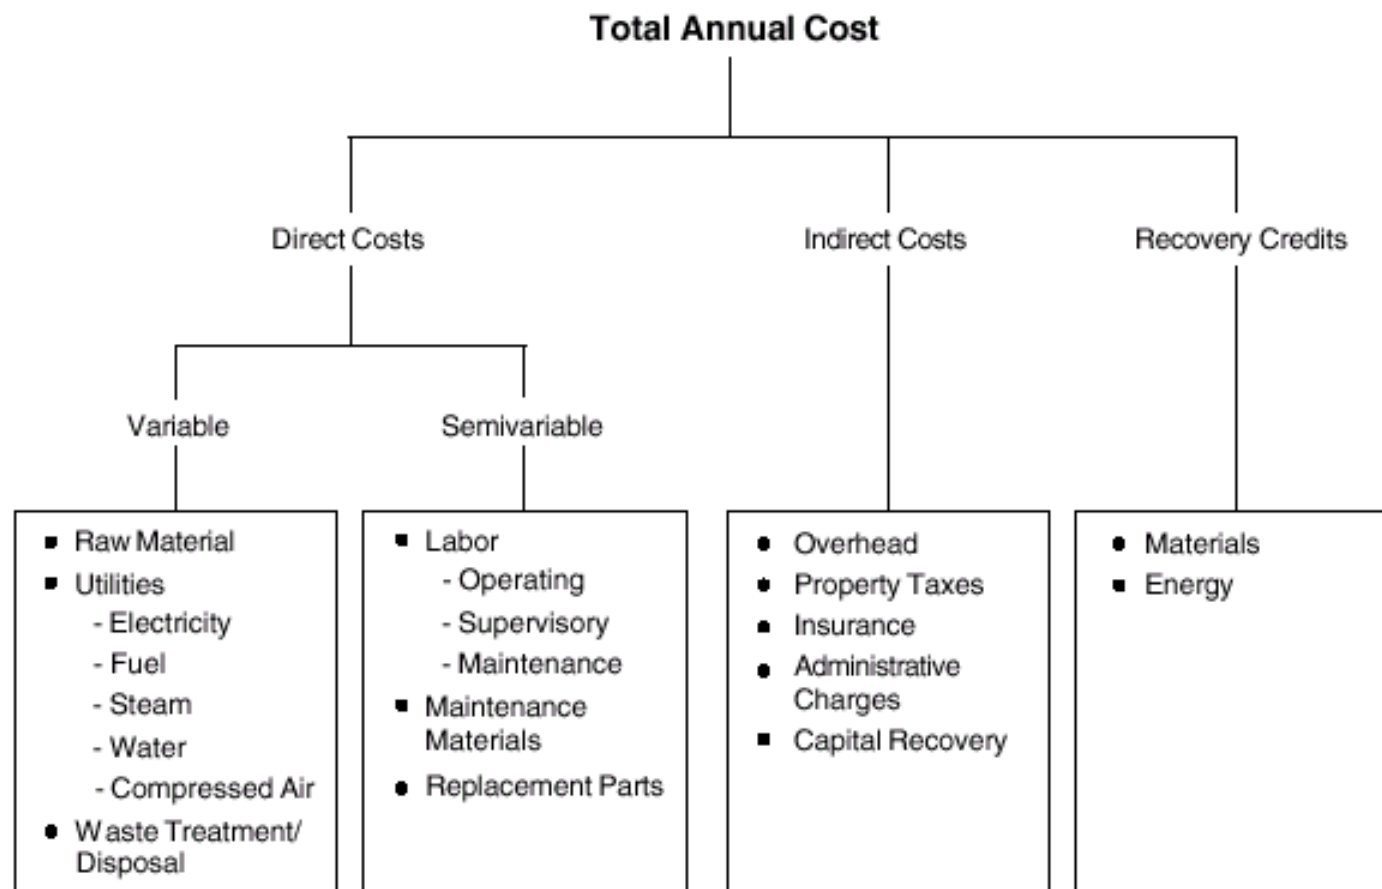 Total Annual Cost
Direct Costs
Indirect Costs
Recovery Credits
Variable
Semivariable
▪ Raw Material
▪ Utilities
- Electricity
- Fuel
- Steam
- Water
- Compressed Air
• Waste Treatment/
Disposal
▪ Labor
- Operating
- Supervisory
- Maintenance
▪ Maintenance
Materials
• Replacement Parts
• Overhead
• Property Taxes
▪ Insurance
• Administrative
Charges
▪ Capital Recovery
• Materials
▪ Energy